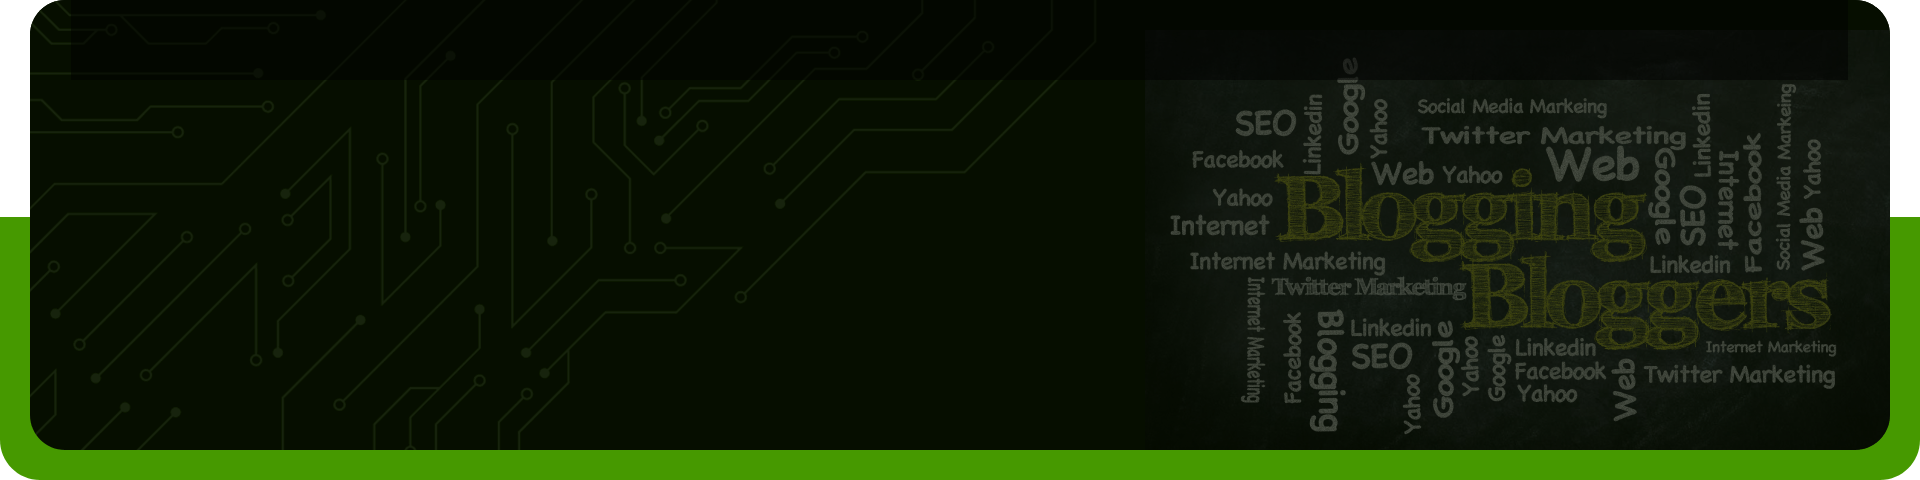 Google
SEO
Linkedin
Yahoo
Social Media Markeing
Twitter Marketing
Linkedin
Social Media Markeing
Facebook
Web Yahoo
Web
Google
SEO
Internet
Facebook
Web Yahoo
Yahoo
Blogging
Internet
Internet Marketing
Linkedin
Twitter Marketing
Bloggers
Internet Marketing
Facebook
Blogging
Linkedin
SEO
Yahoo
Google
Yahoo
Google
Linkedin
Facebook
Yahoo
Web
Internet Marketing
Twitter Marketing